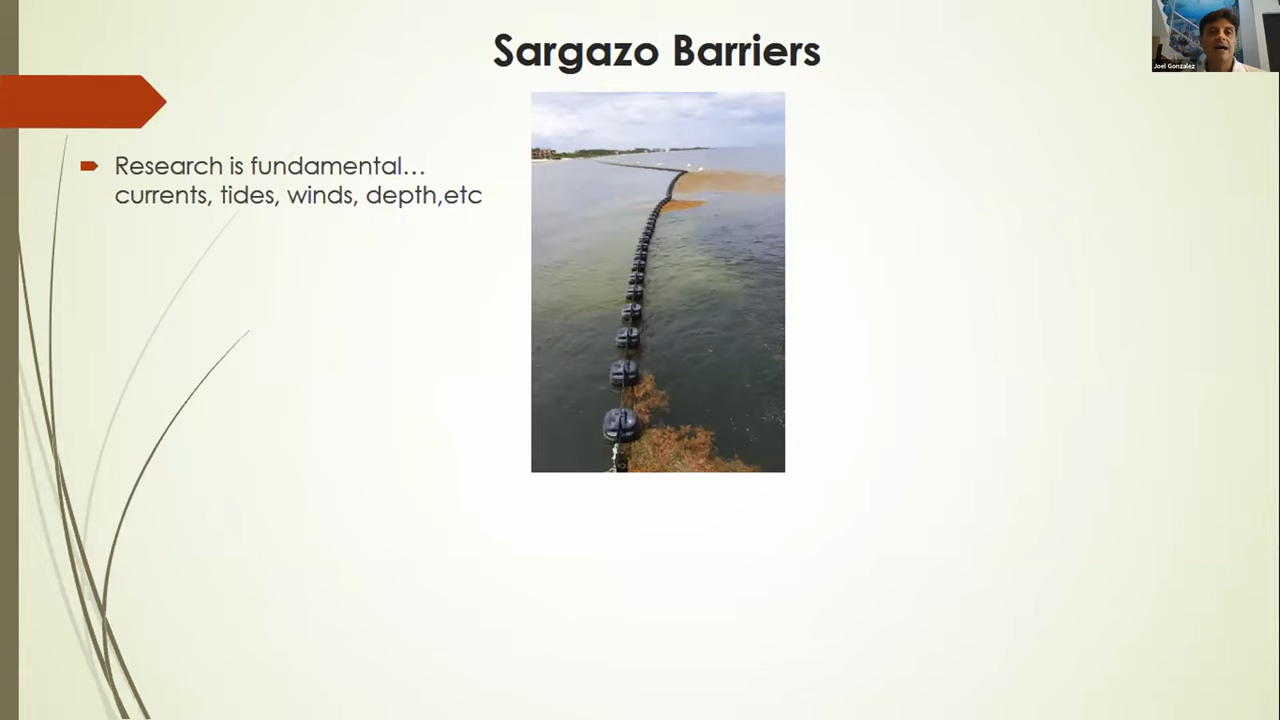 Sargazo Barriers
Joel Gonzalez
Research is fundamental…
currents, tides, winds, depth,etc